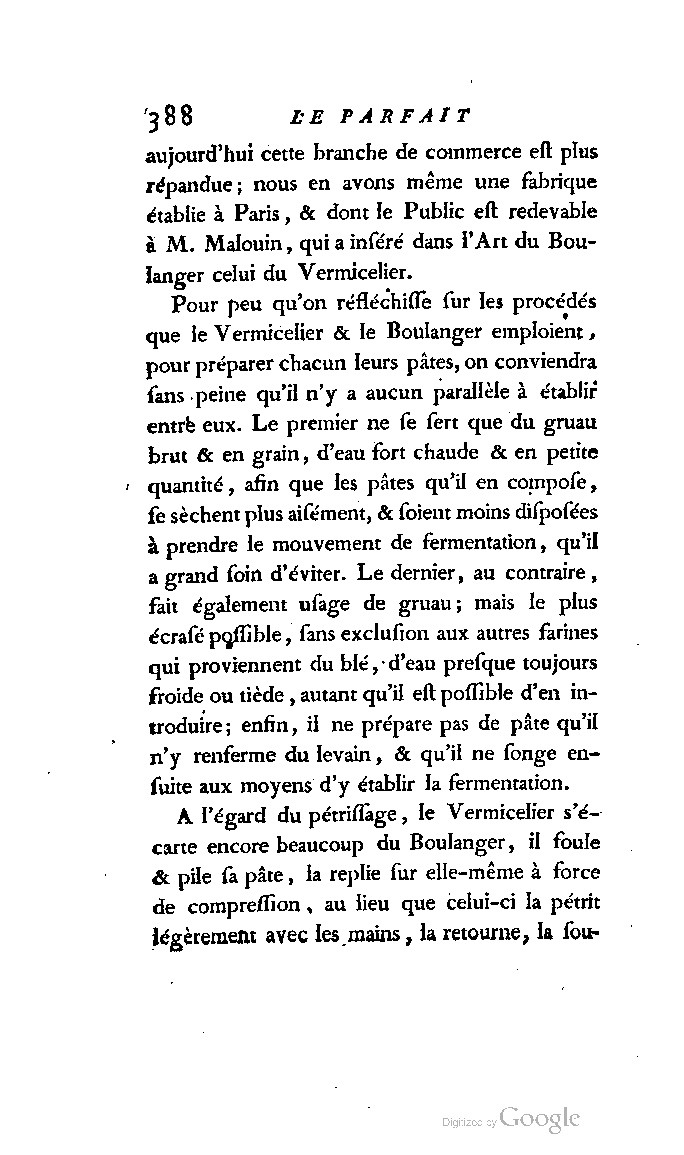 388 LE PARFAIT
aujourd'hui cette branche de commerce eſt plus
répandue; nous en avons même une fabrique
établie à Paris, & dont le Public eſt redevable
à M. Malouin, qui a inféré dans l'Art du Bou-
langer celui du Vermicelier.
Pour peu qu'on réfléchiſſe ſur les procédés
que le Vermicelier & le Boulanger emploient,
pour préparer chacun leurs pâtes, on conviendra
ſans peine qu'il n'y a aucun parallèle à établir
entre eux. Le premier ne ſe ſert que du gruau
brut & en grain, d'eau fort chaude & en petite
quantité, afin que les pâtes qu'il en compoſe,
ſe sèchent plus aiſément, & ſoient moins diſpoſées
à prendre le mouvement de fermentation, qu'il
a grand ſoin d'éviter. Le dernier, au contraire,
fait également uſage de gruau; mais le plus
écraſé poſſible, ſans excluſion aux autres farines
qui proviennent du blé, d'eau preſque toujours
froide ou tiède, autant qu'il eſt poſſible d'en in-
troduire; enfin, il ne prépare pas de pâte qu'il
n'y renferme du levain, & qu'il ne ſonge en-
ſuite aux moyens d'y établir la fermentation.
A l'égard du pétriſſage, le Vermicelier s'é-
carte encore beaucoup du Boulanger, il foule
& pile ſa pâte, la replie ſur elle-même à force
de compreſſion, au lieu que celui-ci la pétrit
légèrement avec les mains, la retourne, la ſou-
Digitized by Google